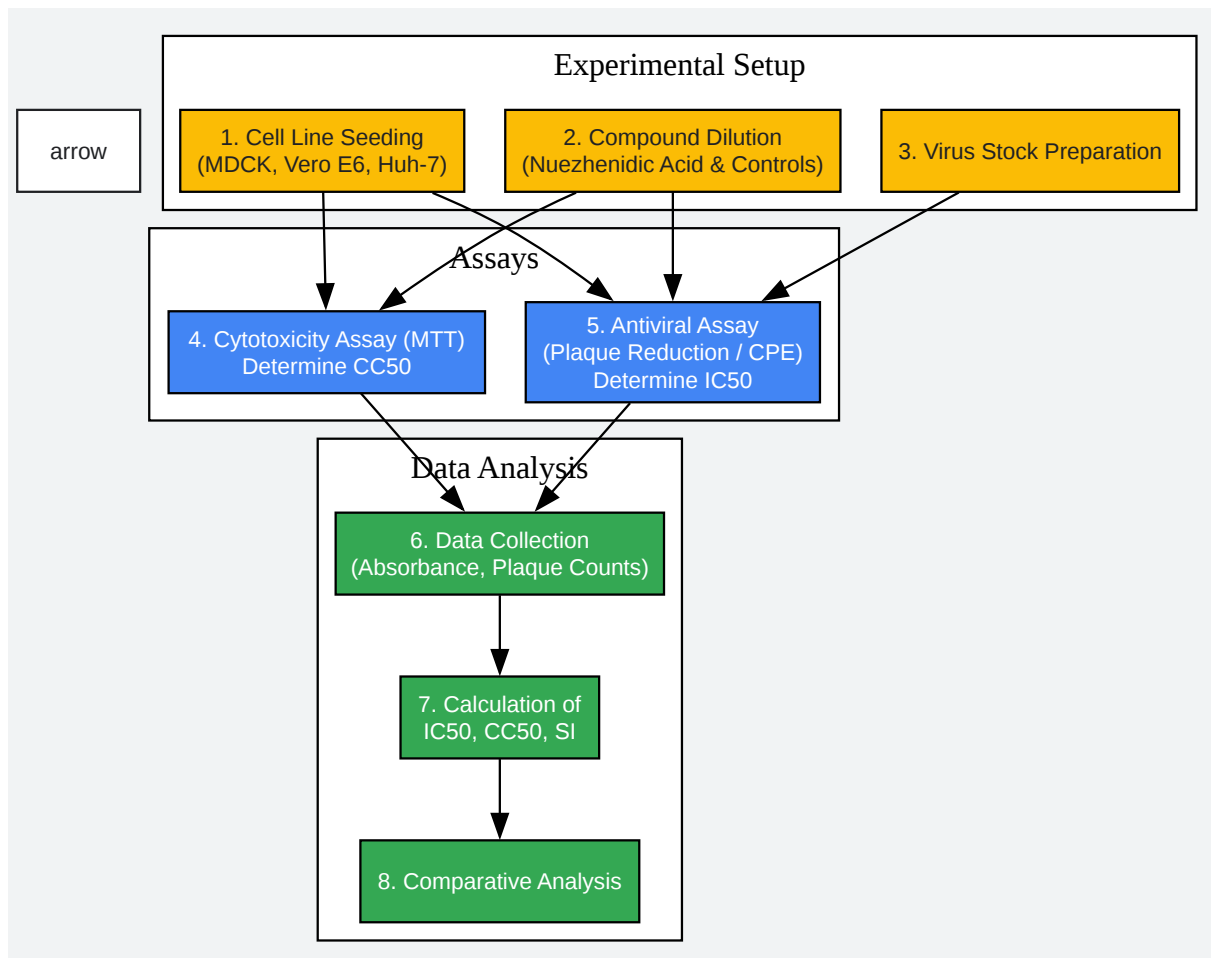 Experimental Setup
arrow
1. Cell Line Seeding
(MDCK, Vero E6, Huh-7)
2. Compound Dilution
(Nuezhenidic Acid & Controls)
3. Virus Stock Preparation
Assays
4. Cytotoxicity Assay (MTT)
Determine CC50
5. Antiviral Assay
(Plaque Reduction / CPE)
Determine IC50
Data Analysis
6. Data Collection
(Absorbance, Plaque Counts)
7. Calculation of
IC50, CC50, SI
8. Comparative Analysis